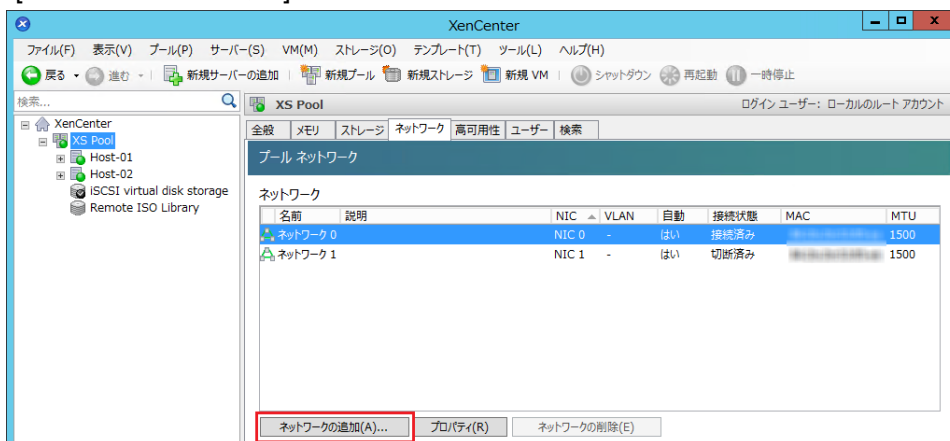 XenCenter
ファイル(F) 表示(V) プール(P) サーバー(S) VM(M) ストレージ(O) テンプレート(T) ツール(L) ヘルプ(H)
戻る 進む 新規サーバーの追加 新規プール 新規ストレージ 新規 VM シャットダウン 再起動 一時停止
検索...
XS Pool ログイン ユーザー: ローカルのルート アカウント
XenCenter
XS Pool
Host-01
Host-02
iSCSI virtual disk storage
Remote ISO Library
全般 メモリ ストレージ ネットワーク 高可用性 ユーザー 検索
プール ネットワーク
ネットワーク
名前 説明 NIC VLAN 自動 接続状態 MAC MTU
ネットワーク 0 NIC 0 - はい 接続済み 1500
ネットワーク 1 NIC 1 - はい 切断済み 1500
ネットワークの追加(A)... プロパティ(R) ネットワークの削除(E)